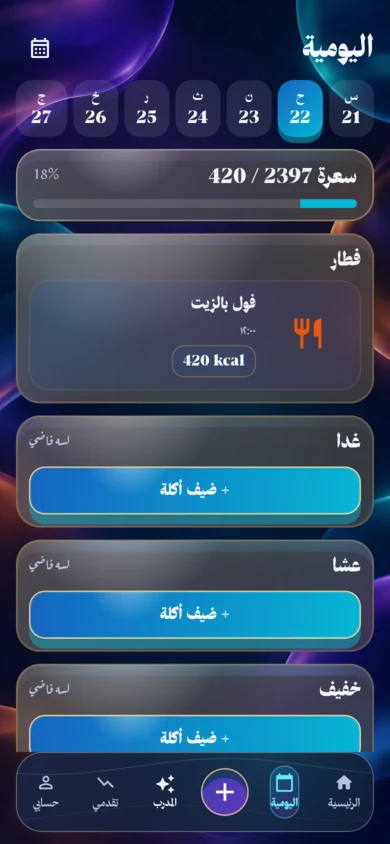 اليومية
س ح ن ث ر خ ج
21 22 23 24 25 26 27
420 / 2397 سعرة
18%
فطار
فول بالزيت
١٢:٠٠
420 kcal
غدا
لسه فاضي
+ ضيف أكلة
عشا
لسه فاضي
+ ضيف أكلة
خفيف
لسه فاضي
+ ضيف أكلة
الرئيسية
اليومية
+
المدرب
تقدمي
حسابي